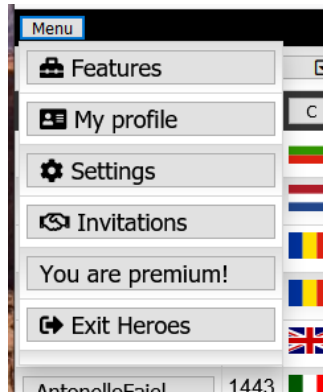 Menu
Features
My profile
C
Settings
Invitations
You are premium!
Exit Heroes
1443